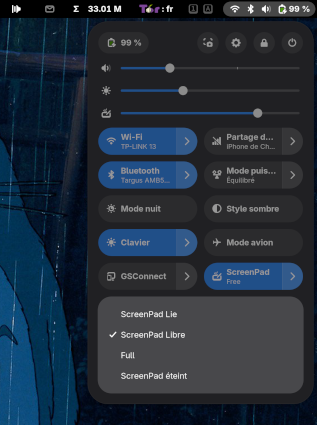 Σ 33.01 M Tor : fr 1 A 99 %
99 %
Wi-Fi
TP-LINK 13
Partage d...
iPhone de Ch...
Bluetooth
Targus AMB5...
Mode puis...
Équilibré
Mode nuit
Style sombre
Clavier
Mode avion
GSConnect
ScreenPad
Free
ScreenPad Lie
ScreenPad Libre
Full
ScreenPad éteint